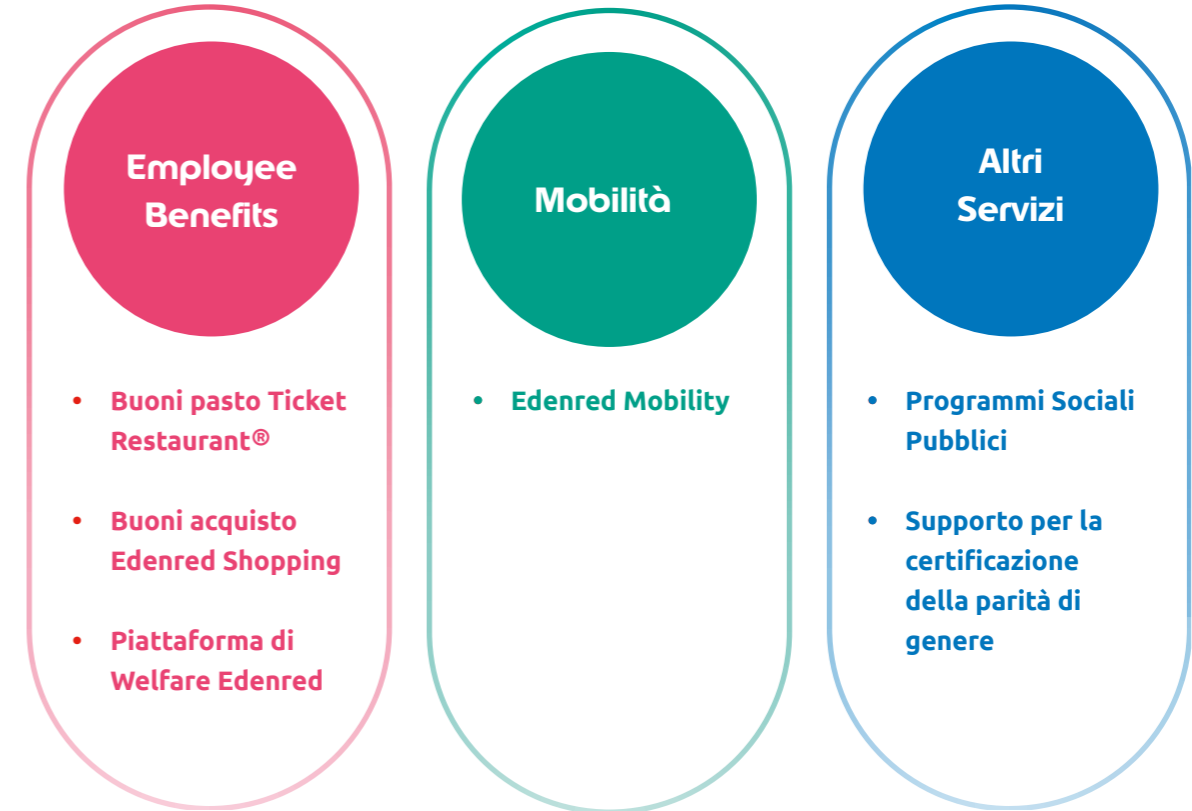 Employee
Benefits
• Buoni pasto Ticket
Restaurant®
• Buoni acquisto
Edenred Shopping
• Piattaforma di
Welfare Edenred
Mobilità
• Edenred Mobility
Altri
Servizi
• Programmi Sociali
Pubblici
• Supporto per la
certificazione
della parità di
genere